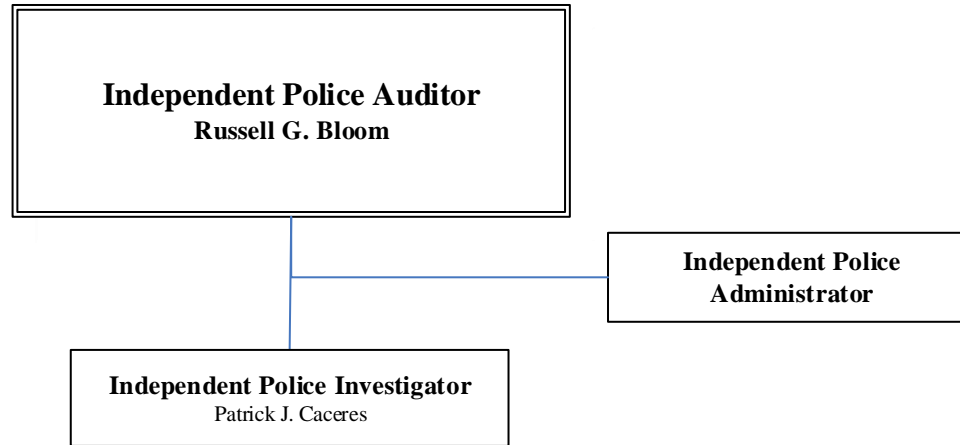 Independent Police Auditor
Russell G. Bloom
Independent Police
Administrator
Independent Police Investigator
Patrick J. Caceres